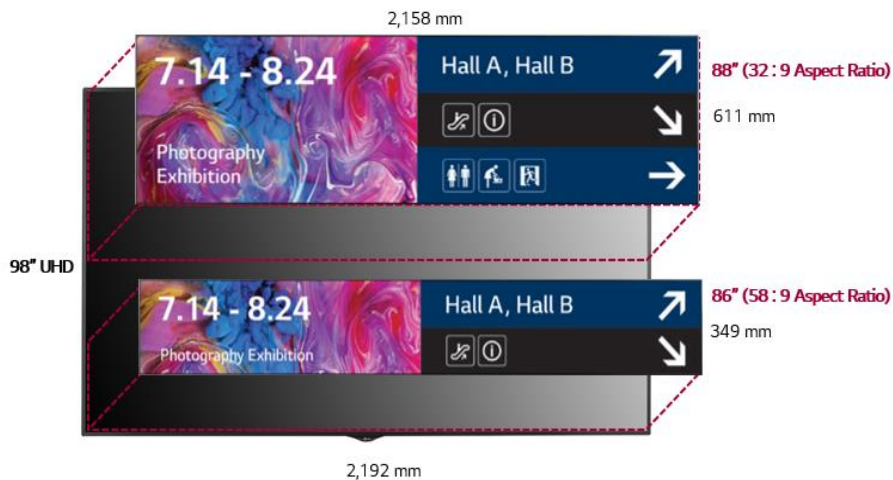 2,158 mm
7.14 - 8.24
Photography
Exhibition
Hall A, Hall B
88" (32 : 9 Aspect Ratio)
611 mm
98" UHD
7.14 - 8.24
Photography Exhibition
Hall A, Hall B
86" (58 : 9 Aspect Ratio)
349 mm
2,192 mm